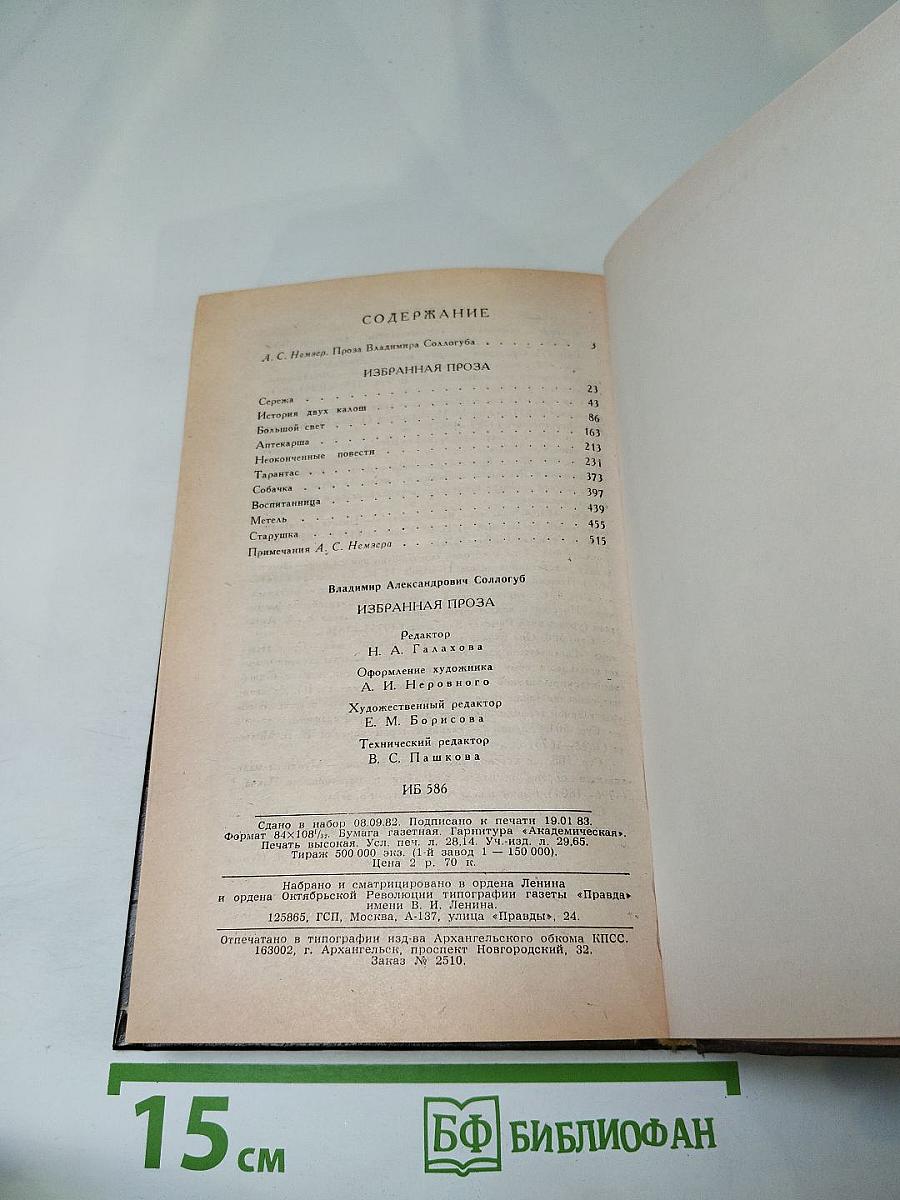 СОДЕРЖАНИЕ
А. С. Немзер. Проза Владимира Соллогуба . . . . . . . 3
ИЗБРАННАЯ ПРОЗА
Сережа . . . . . . . . . . . . . . . . . 23
История двух калош . . . . . . . . . . . . . 43
Большой свет . . . . . . . . . . . . . . . 86
Аптекарша . . . . . . . . . . . . . . . . 163
Неоконченные повести . . . . . . . . . . . . 213
Тарантас . . . . . . . . . . . . . . . . 231
Собачка . . . . . . . . . . . . . . . . . 373
Воспитанница . . . . . . . . . . . . . . . 397
Метель . . . . . . . . . . . . . . . . . 439
Старушка . . . . . . . . . . . . . . . . 455
Примечания А. С. Немзера . . . . . . . . . . . 515
Владимир Александрович Соллогуб
ИЗБРАННАЯ ПРОЗА
Редактор
Н. А. Галахова
Оформление художника
А. И. Неровного
Художественный редактор
Е. М. Борисова
Технический редактор
В. С. Пашкова
ИБ 586
Сдано в набор 08.09.82. Подписано к печати 19.01 83.
Формат 84×108¹/₃₂. Бумага газетная. Гарнитура «Академическая».
Печать высокая. Усл. печ. л. 28,14. Уч.-изд. л. 29,65.
Тираж 500 000 экз. (1-й завод 1 — 150 000).
Цена 2 р. 70 к.
Набрано и сматрицировано в ордена Ленина
и ордена Октябрьской Революции типографии газеты «Правда»
имени В. И. Ленина.
125865, ГСП, Москва, А-137, улица «Правды», 24.
Отпечатано в типографии изд-ва Архангельского обкома КПСС.
163002, г. Архангельск, проспект Новгородский, 32.
Заказ № 2510.
15 см
БФ БИБЛИОФАН